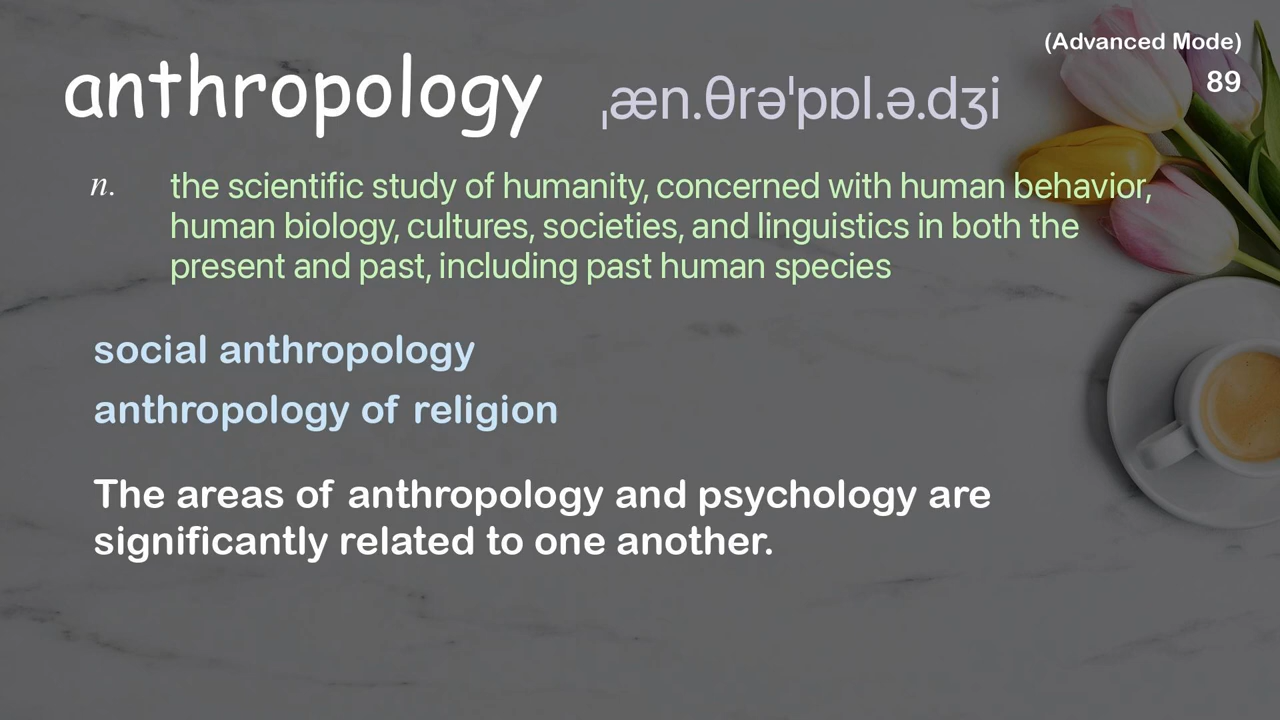 (Advanced Mode)
anthropology ˌæn.θrəˈpɒl.ə.dʒi
89
n. the scientific study of humanity, concerned with human behavior,
human biology, cultures, societies, and linguistics in both the
present and past, including past human species
social anthropology
anthropology of religion
The areas of anthropology and psychology are
significantly related to one another.